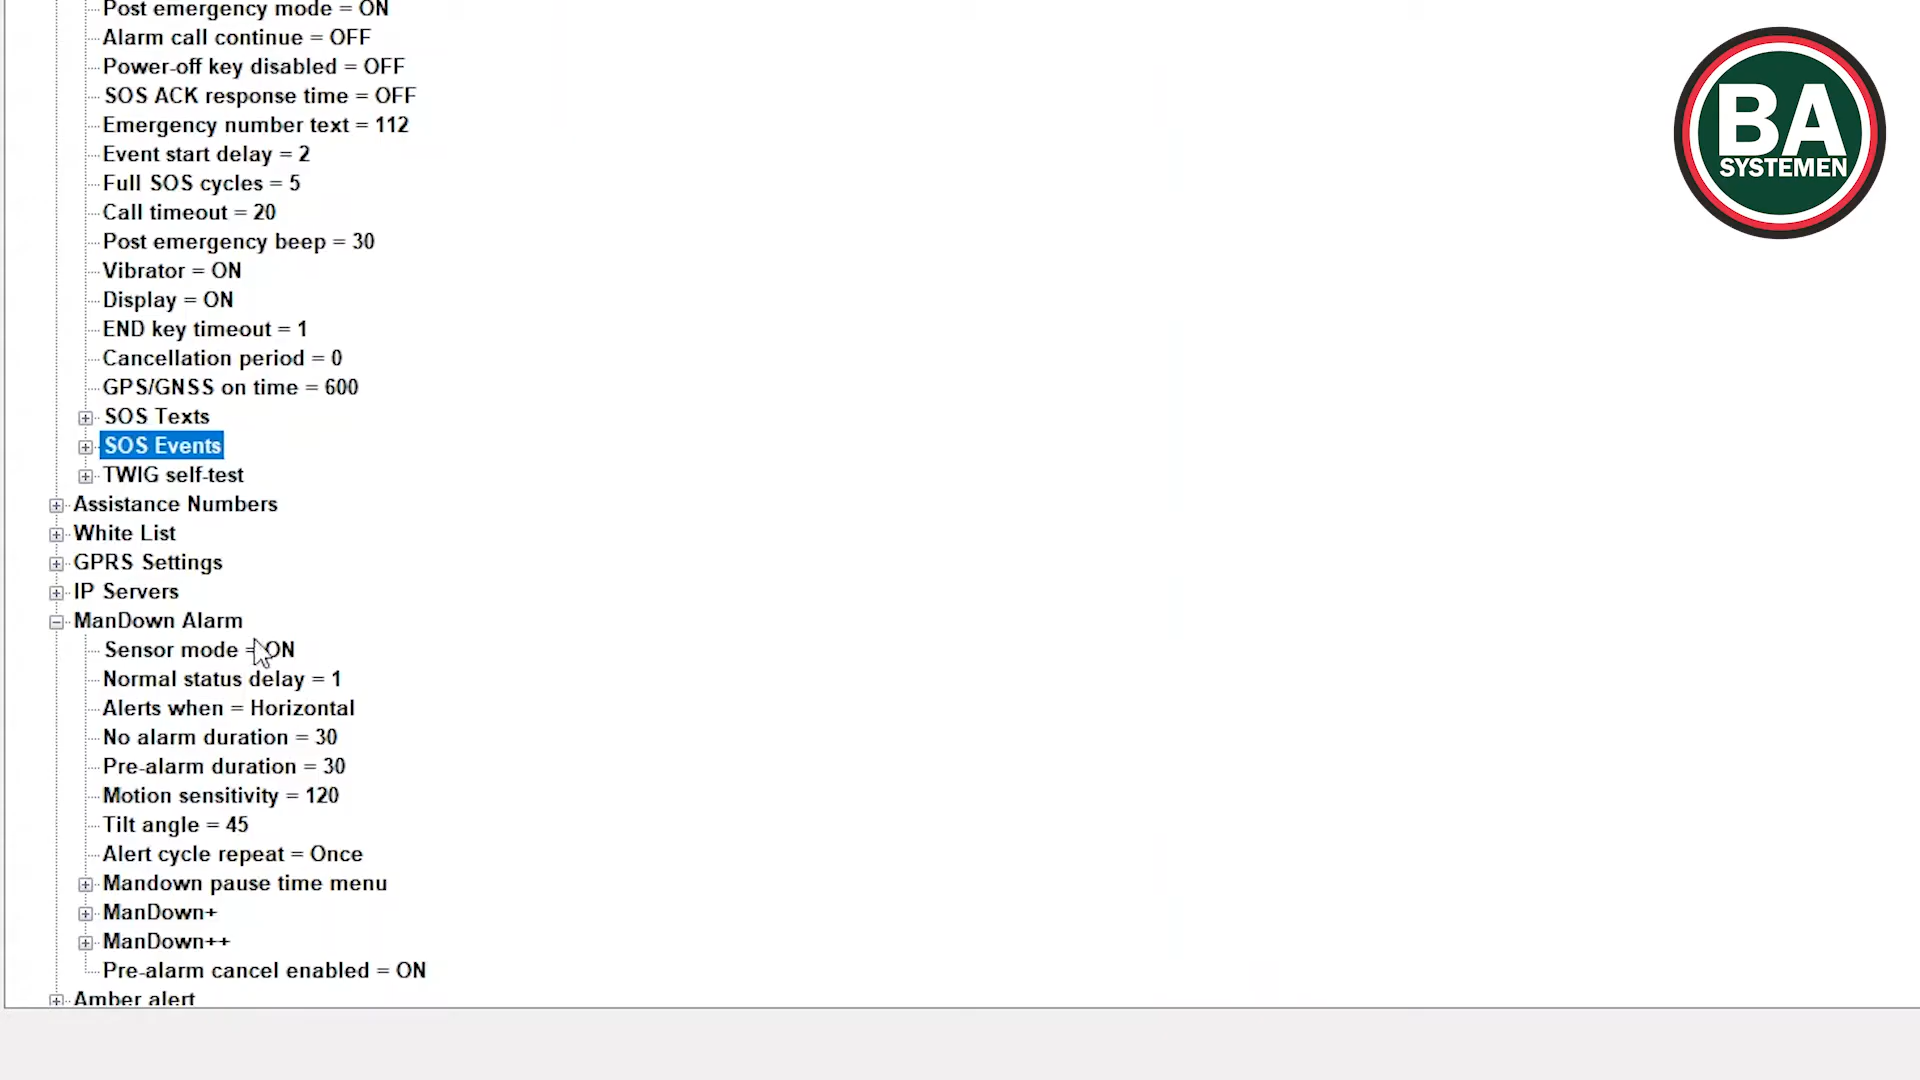 Post emergency mode = ON
Alarm call continue = OFF
Power-off key disabled = OFF
SOS ACK response time = OFF
Emergency number text = 112
Event start delay = 2
Full SOS cycles = 5
Call timeout = 20
Post emergency beep = 30
Vibrator = ON
Display = ON
END key timeout = 1
Cancellation period = 0
GPS/GNSS on time = 600
SOS Texts
SOS Events
TWIG self-test
Assistance Numbers
White List
GPRS Settings
IP Servers
ManDown Alarm
Sensor mode = ON
Normal status delay = 1
Alerts when = Horizontal
No alarm duration = 30
Pre-alarm duration = 30
Motion sensitivity = 120
Tilt angle = 45
Alert cycle repeat = Once
Mandown pause time menu
ManDown+
ManDown++
Pre-alarm cancel enabled = ON
Amber alert
BA
SYSTEMEN